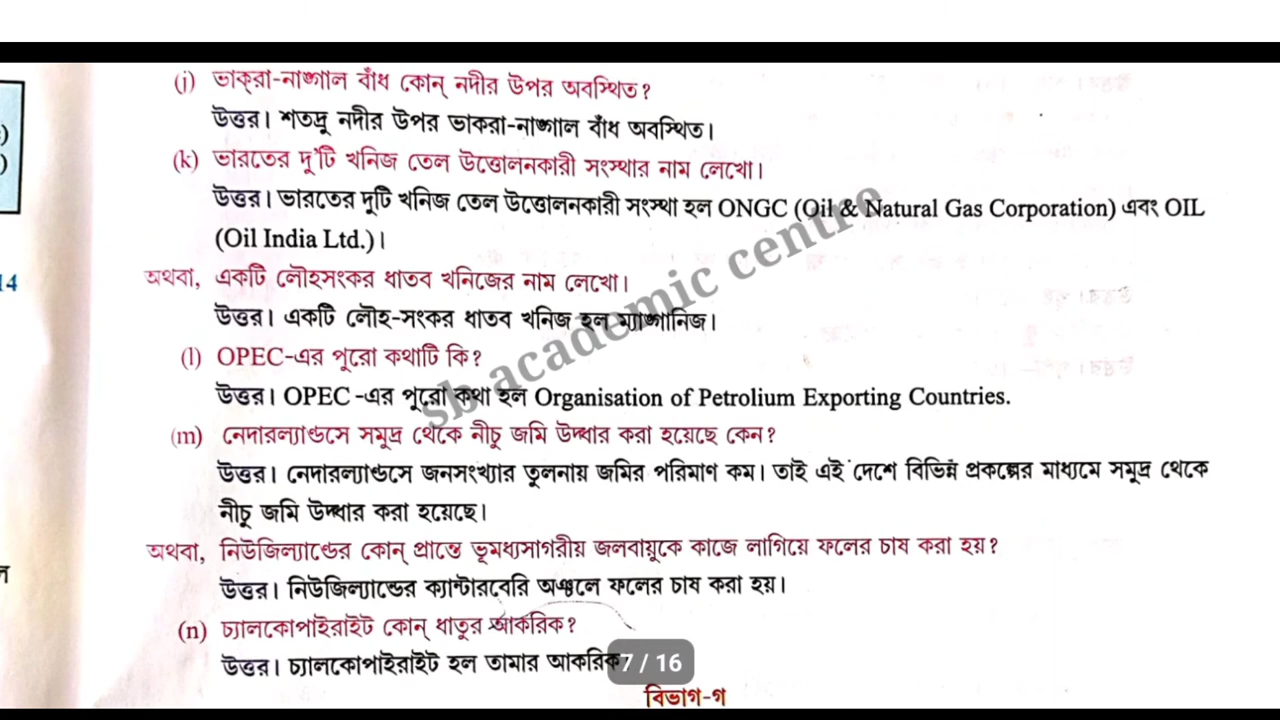 (j) ভাক্‌রা-নাঙ্গাল বাঁধ কোন্ নদীর উপর অবস্থিত?
উত্তর। শতদ্রু নদীর উপর ভাকরা-নাঙ্গাল বাঁধ অবস্থিত।
(k) ভারতের দু'টি খনিজ তেল উত্তোলনকারী সংস্থার নাম লেখো।
উত্তর। ভারতের দুটি খনিজ তেল উত্তোলনকারী সংস্থা হল ONGC (Oil & Natural Gas Corporation) এবং OIL
(Oil India Ltd.)।
14
অথবা, একটি লৌহসংকর ধাতব খনিজের নাম লেখো।
উত্তর। একটি লৌহ-সংকর ধাতব খনিজ হল ম্যাঙ্গানিজ।
(l) OPEC-এর পুরো কথাটি কি?
উত্তর। OPEC -এর পুরো কথা হল Organisation of Petrolium Exporting Countries.
(m) নেদারল্যান্ডসে সমুদ্র থেকে নীচু জমি উদ্ধার করা হয়েছে কেন?
উত্তর। নেদারল্যান্ডসে জনসংখ্যার তুলনায় জমির পরিমাণ কম। তাই এই দেশে বিভিন্ন প্রকল্পের মাধ্যমে সমুদ্র থেকে
নীচু জমি উদ্ধার করা হয়েছে।
অথবা, নিউজিল্যান্ডের কোন্ প্রান্তে ভূমধ্যসাগরীয় জলবায়ুকে কাজে লাগিয়ে ফলের চাষ করা হয়?
উত্তর। নিউজিল্যান্ডের ক্যান্টারবেরি অঞ্চলে ফলের চাষ করা হয়।
(n) চ্যালকোপাইরাইট কোন্ ধাতুর আকরিক?
উত্তর। চ্যালকোপাইরাইট হল তামার আকরিক
7 / 16
বিভাগ-গ
sb academic centre